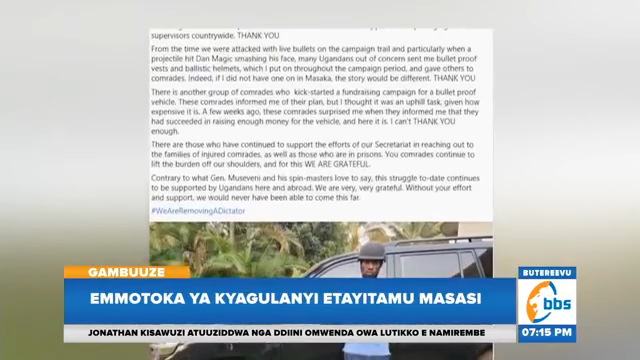 supervisors countrywide. THANK YOU
From the time we were attacked with live bullets on the campaign trail and particularly when a
projectile hit Dan Magic smashing his face, many Ugandans out of concern sent me bullet proof
vests and ballistic helmets, which I put on throughout the campaign period, and gave others to
comrades. Indeed, if I did not have one on in Masaka, the story would be different. THANK YOU
There is another group of comrades who kick-started a fundraising campaign for a bullet proof
vehicle. These comrades informed me of their plan, but I thought it was an uphill task, given how
expensive it is. A few weeks ago, these comrades surprised me when they informed me that they
had succeeded in raising enough money for the vehicle, and here it is. I can't THANK YOU
enough.
There are those who have continued to support the efforts of our Secretariat in reaching out to
the families of injured comrades, as well as those who are in prisons. You comrades continue to
lift the burden off our shoulders, and for this WE ARE GRATEFUL.
Contrary to what Gen. Museveni and his spin-masters love to say, this struggle to-date continues
to be supported by Ugandans here and abroad. We are very, very grateful. Without your effort
and support, we would never have been able to come this far.
#WeAreRemovingADictator
GAMBUUZE
EMMOTOKA YA KYAGULANYI ETAYITAMU MASASI
JONATHAN KISAWUZI ATUUZIDDWA NGA DDIINI OMWENDA OWA LUTIKKO E NAMIREMBE
BUTEREEVU
bbs
07:15 PM